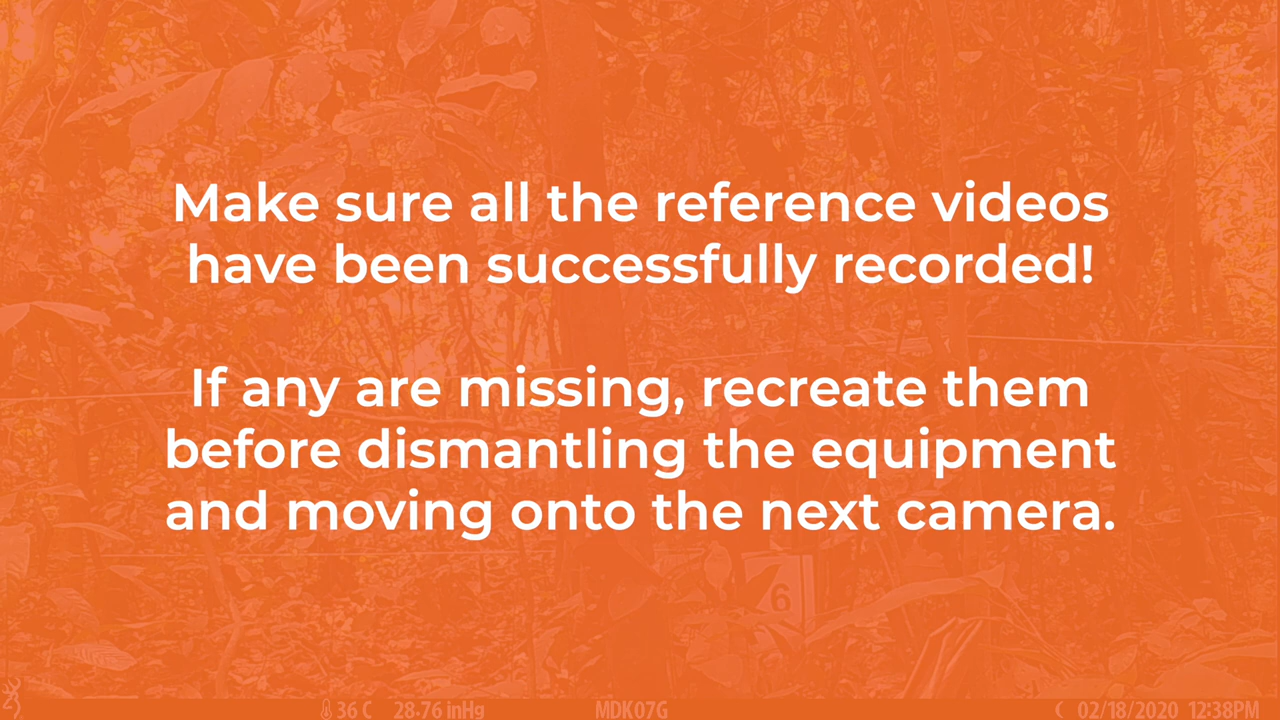 Make sure all the reference videos
have been successfully recorded!
If any are missing, recreate them
before dismantling the equipment
and moving onto the next camera.
6
36 C 28.76 inHg MDK07G 02/18/2020 12:38PM